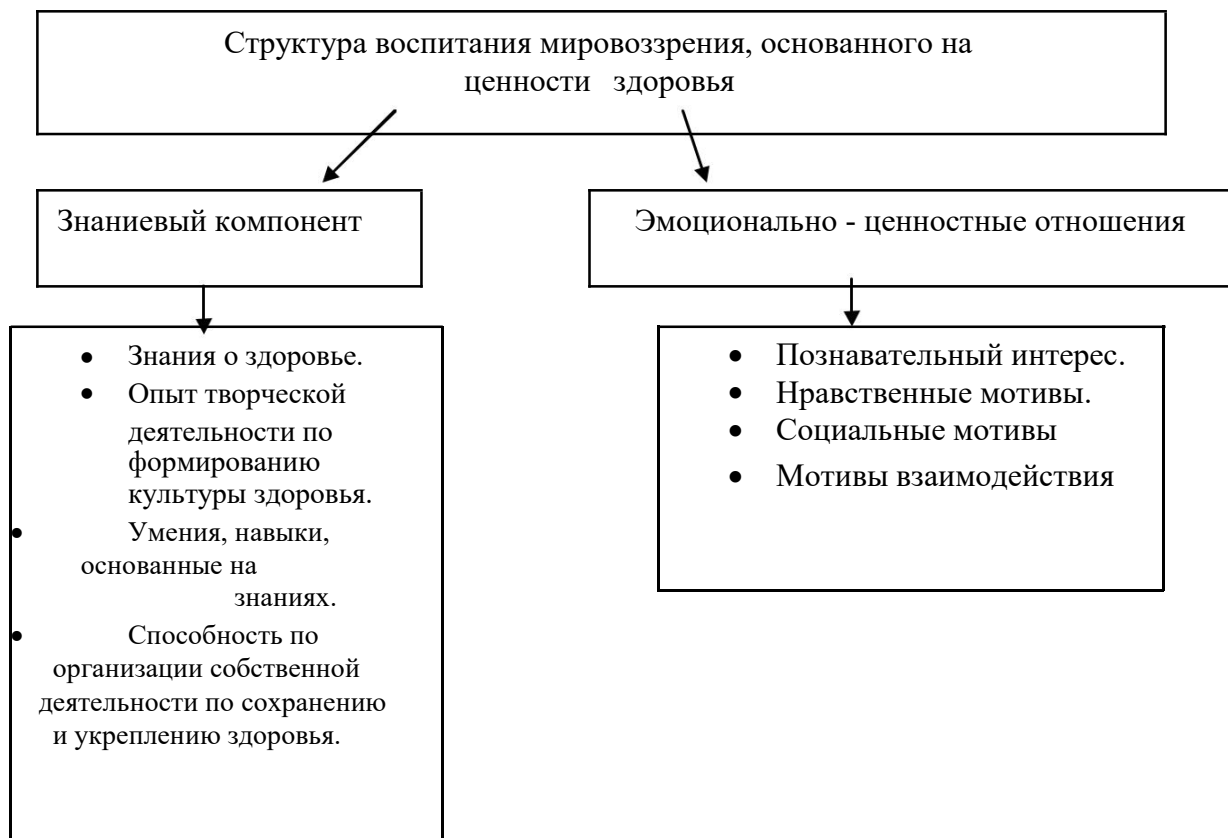 Структура воспитания мировоззрения, основанного на
ценности здоровья
Знаниевый компонент
Эмоционально - ценностные отношения
• Знания о здоровье.
• Опыт творческой
деятельности по
формированию
культуры здоровья.
• Умения, навыки,
основанные на
знаниях.
• Способность по
организации собственной
деятельности по сохранению
и укреплению здоровья.
• Познавательный интерес.
• Нравственные мотивы.
• Социальные мотивы
• Мотивы взаимодействия